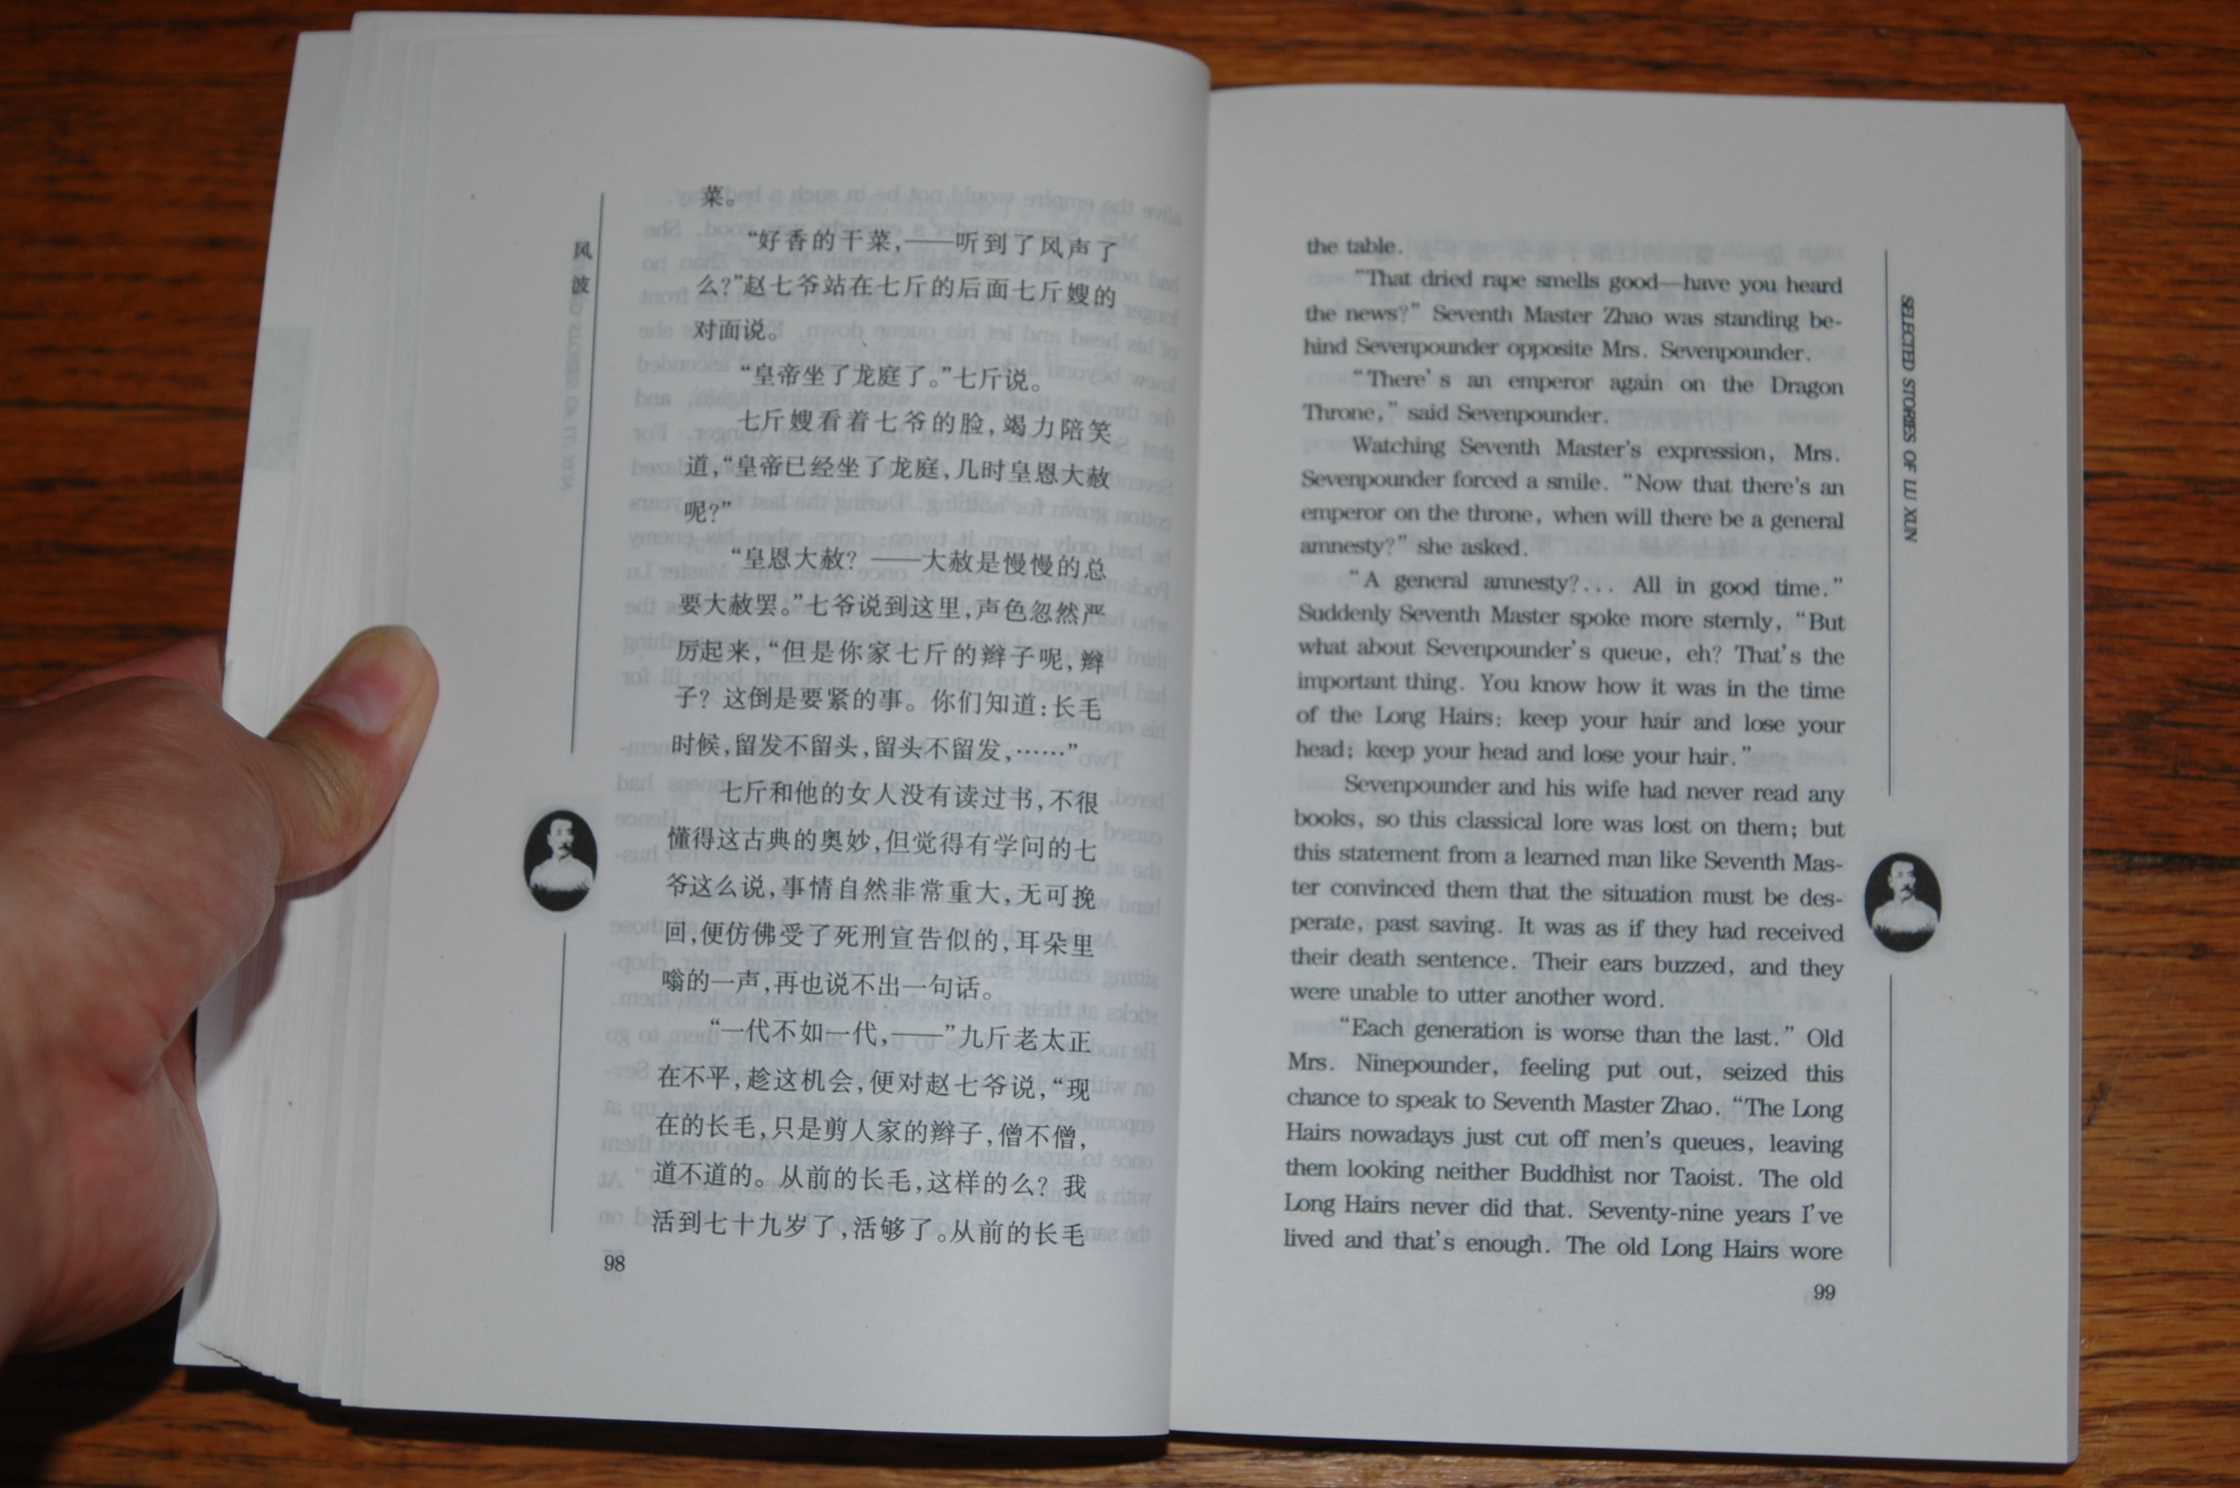 风
波
菜。
“好香的干菜,——听到了风声了
么?”赵七爷站在七斤的后面七斤嫂的
对面说。
“皇帝坐了龙庭了。”七斤说。
七斤嫂看着七爷的脸,竭力陪笑
道,“皇帝已经坐了龙庭,几时皇恩大赦
呢?”
“皇恩大赦?——大赦是慢慢的总
要大赦罢。”七爷说到这里,声色忽然严
厉起来,“但是你家七斤的辫子呢,辫
子?这倒是要紧的事。你们知道:长毛
时候,留发不留头,留头不留发,……”
七斤和他的女人没有读过书,不很
懂得这古典的奥妙,但觉得有学问的七
爷这么说,事情自然非常重大,无可挽
回,便仿佛受了死刑宣告似的,耳朵里
嗡的一声,再也说不出一句话。
“一代不如一代,——”九斤老太正
在不平,趁这机会,便对赵七爷说,“现
在的长毛,只是剪人家的辫子,僧不僧,
道不道的。从前的长毛,这样的么?我
活到七十九岁了,活够了。从前的长毛
98
SELECTED STORIES OF LU XUN
the table.
“That dried rape smells good—have you heard
the news?” Seventh Master Zhao was standing be-
hind Sevenpounder opposite Mrs. Sevenpounder.
“There's an emperor again on the Dragon
Throne,” said Sevenpounder.
Watching Seventh Master's expression, Mrs.
Sevenpounder forced a smile. “Now that there's an
emperor on the throne, when will there be a general
amnesty?” she asked.
“A general amnesty?... All in good time.”
Suddenly Seventh Master spoke more sternly, “But
what about Sevenpounder's queue, eh? That's the
important thing. You know how it was in the time
of the Long Hairs: keep your hair and lose your
head; keep your head and lose your hair.”
Sevenpounder and his wife had never read any
books, so this classical lore was lost on them; but
this statement from a learned man like Seventh Mas-
ter convinced them that the situation must be des-
perate, past saving. It was as if they had received
their death sentence. Their ears buzzed, and they
were unable to utter another word.
“Each generation is worse than the last.” Old
Mrs. Ninepounder, feeling put out, seized this
chance to speak to Seventh Master Zhao. “The Long
Hairs nowadays just cut off men's queues, leaving
them looking neither Buddhist nor Taoist. The old
Long Hairs never did that. Seventy-nine years I've
lived and that's enough. The old Long Hairs wore
99